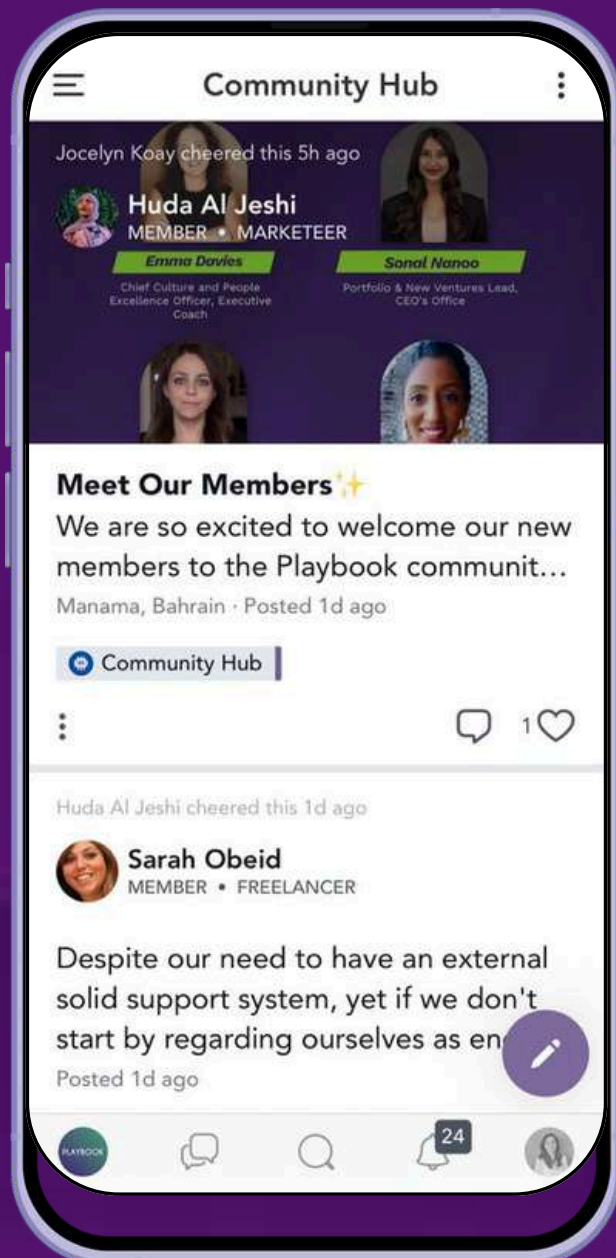 Community Hub
Jocelyn Koay cheered this 5h ago
Huda Al Jeshi
MEMBER • MARKETEER
Emma Davies
Chief Culture and People
Excellence Officer, Executive
Coach
Sonal Nanoo
Portfolio & New Ventures Lead,
CEO's Office
Meet Our Members✨
We are so excited to welcome our new
members to the Playbook communit...
Manama, Bahrain · Posted 1d ago
Community Hub
1
Huda Al Jeshi cheered this 1d ago
Sarah Obeid
MEMBER • FREELANCER
Despite our need to have an external
solid support system, yet if we don't
start by regarding ourselves as en
Posted 1d ago
PLAYBOOK
24